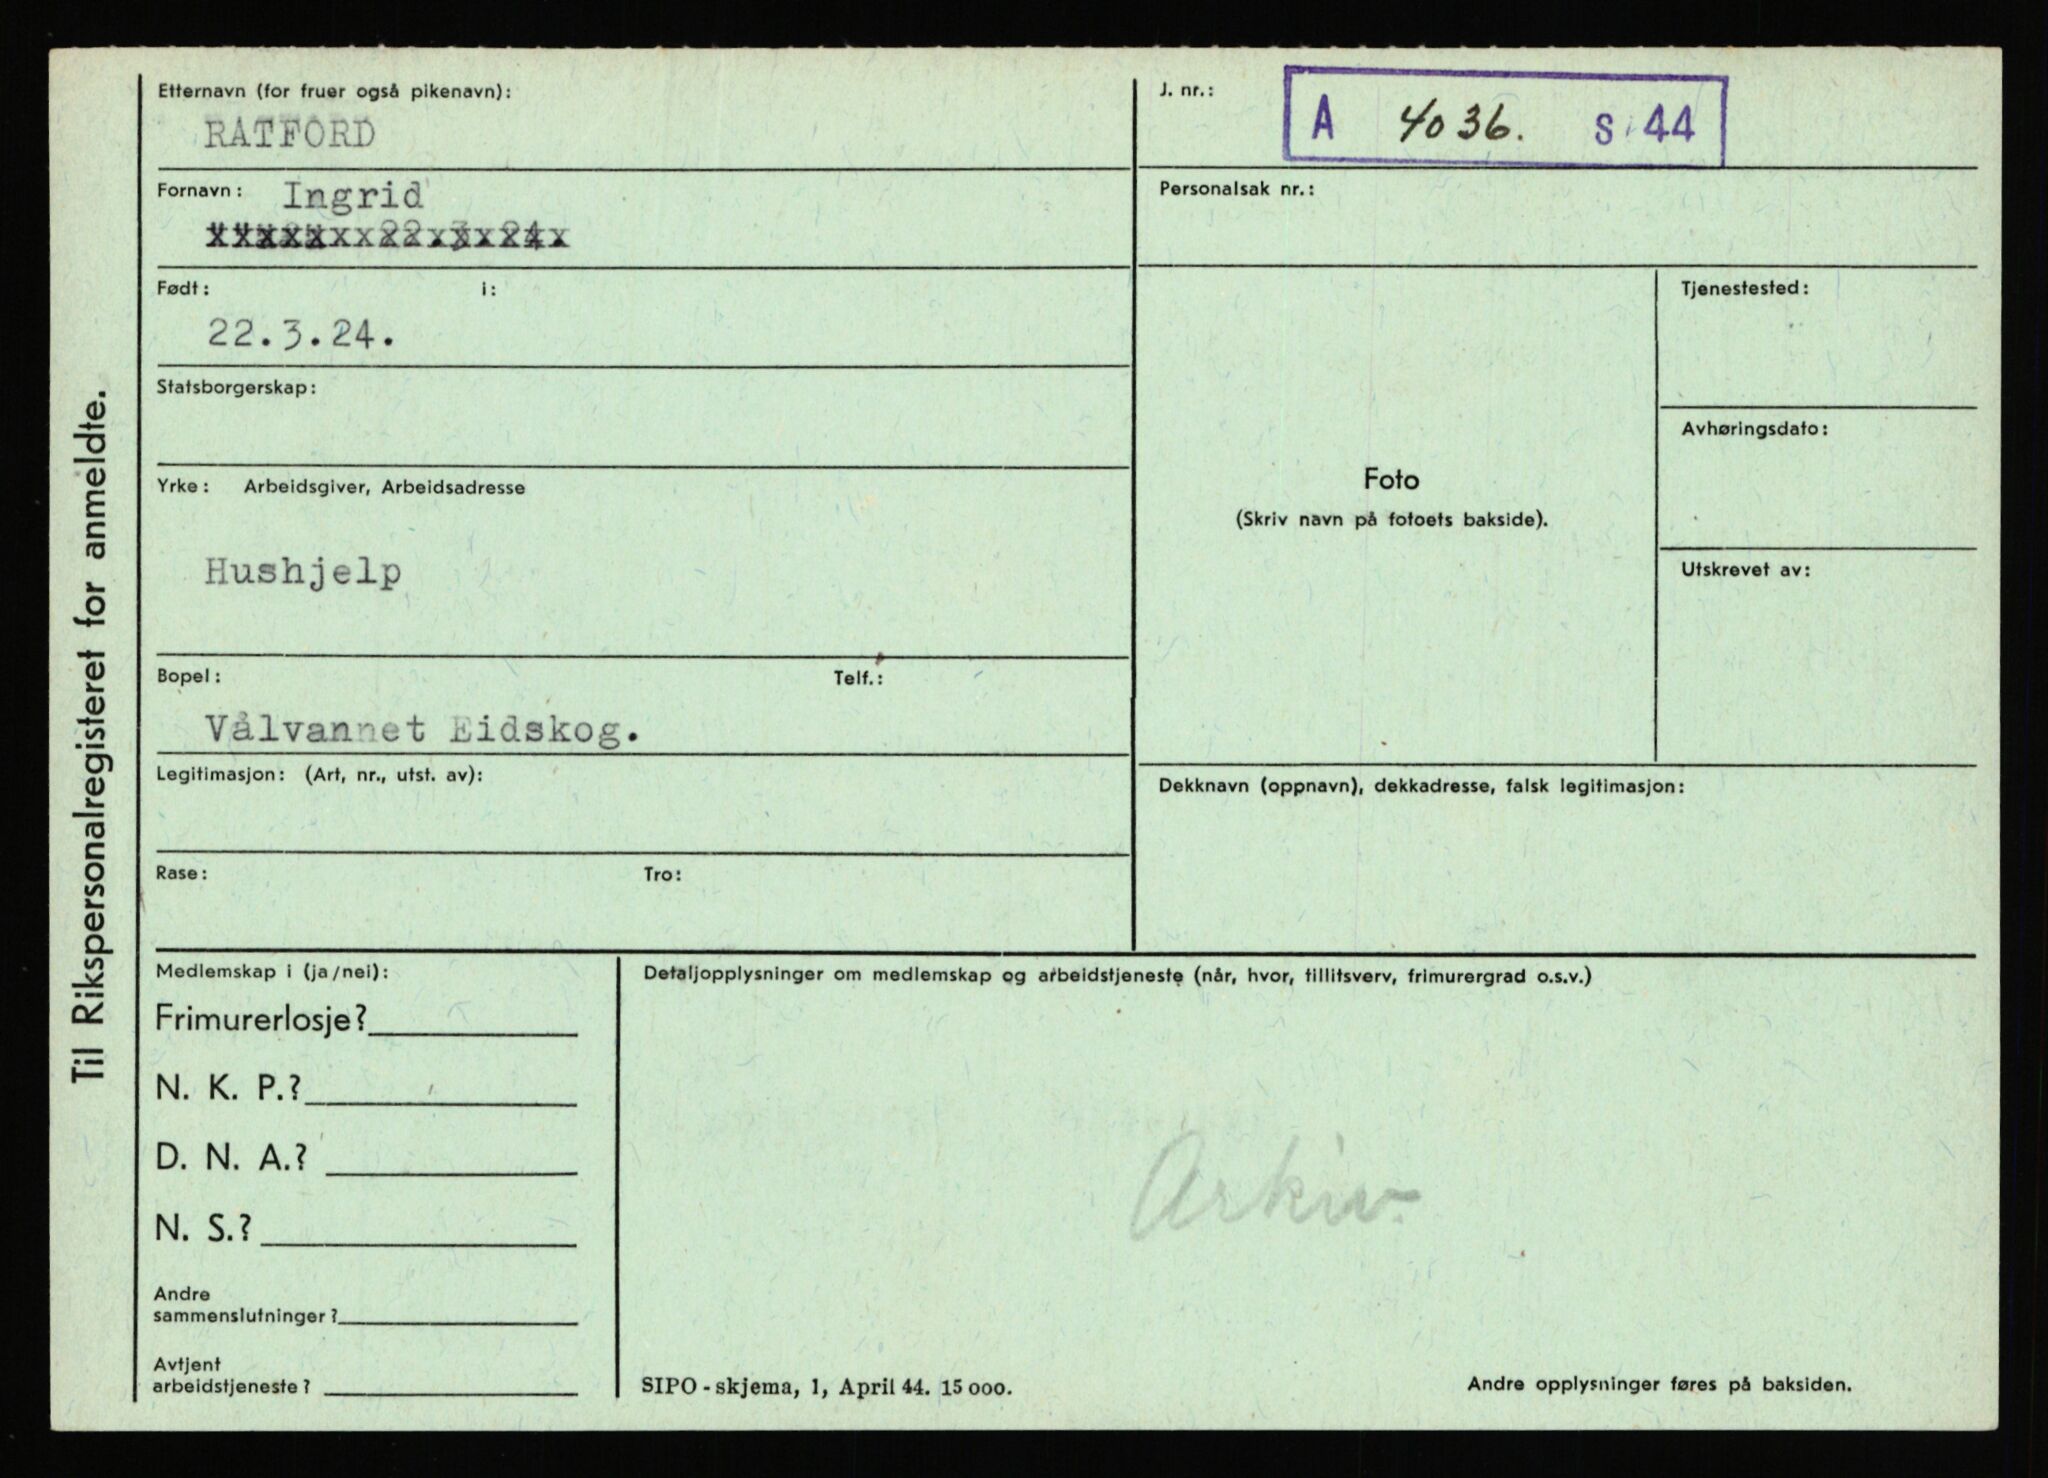 Til Rikspersonalregisteret for anmeldte.
Etternavn (for fruer også pikenavn):
RATFORD
Fornavn: Ingrid
22.3.24.
Født: i:
22.3.24.
Statsborgerskap:
Yrke: Arbeidsgiver, Arbeidsadresse
Hushjelp
Bopel: Telf.:
Vålvannet Eidskog.
Legitimasjon: (Art, nr., utst. av):
Rase: Tro:
J. nr.: A 4036. S 44
Personalsak nr.:
Foto
(Skriv navn på fotoets bakside).
Tjenestested:
Avhøringsdato:
Utskrevet av:
Dekknavn (oppnavn), dekkadresse, falsk legitimasjon:
Medlemskap i (ja/nei):
Frimurerlosje?
N. K. P.?
D. N. A.?
N. S.?
Andre
sammenslutninger?
Avtjent
arbeidstjeneste?
Detaljopplysninger om medlemskap og arbeidstjeneste (når, hvor, tillitsverv, frimurergrad o.s.v.)
Arkiv.
SIPO - skjema, 1, April 44. 15 000.
Andre opplysninger føres på baksiden.